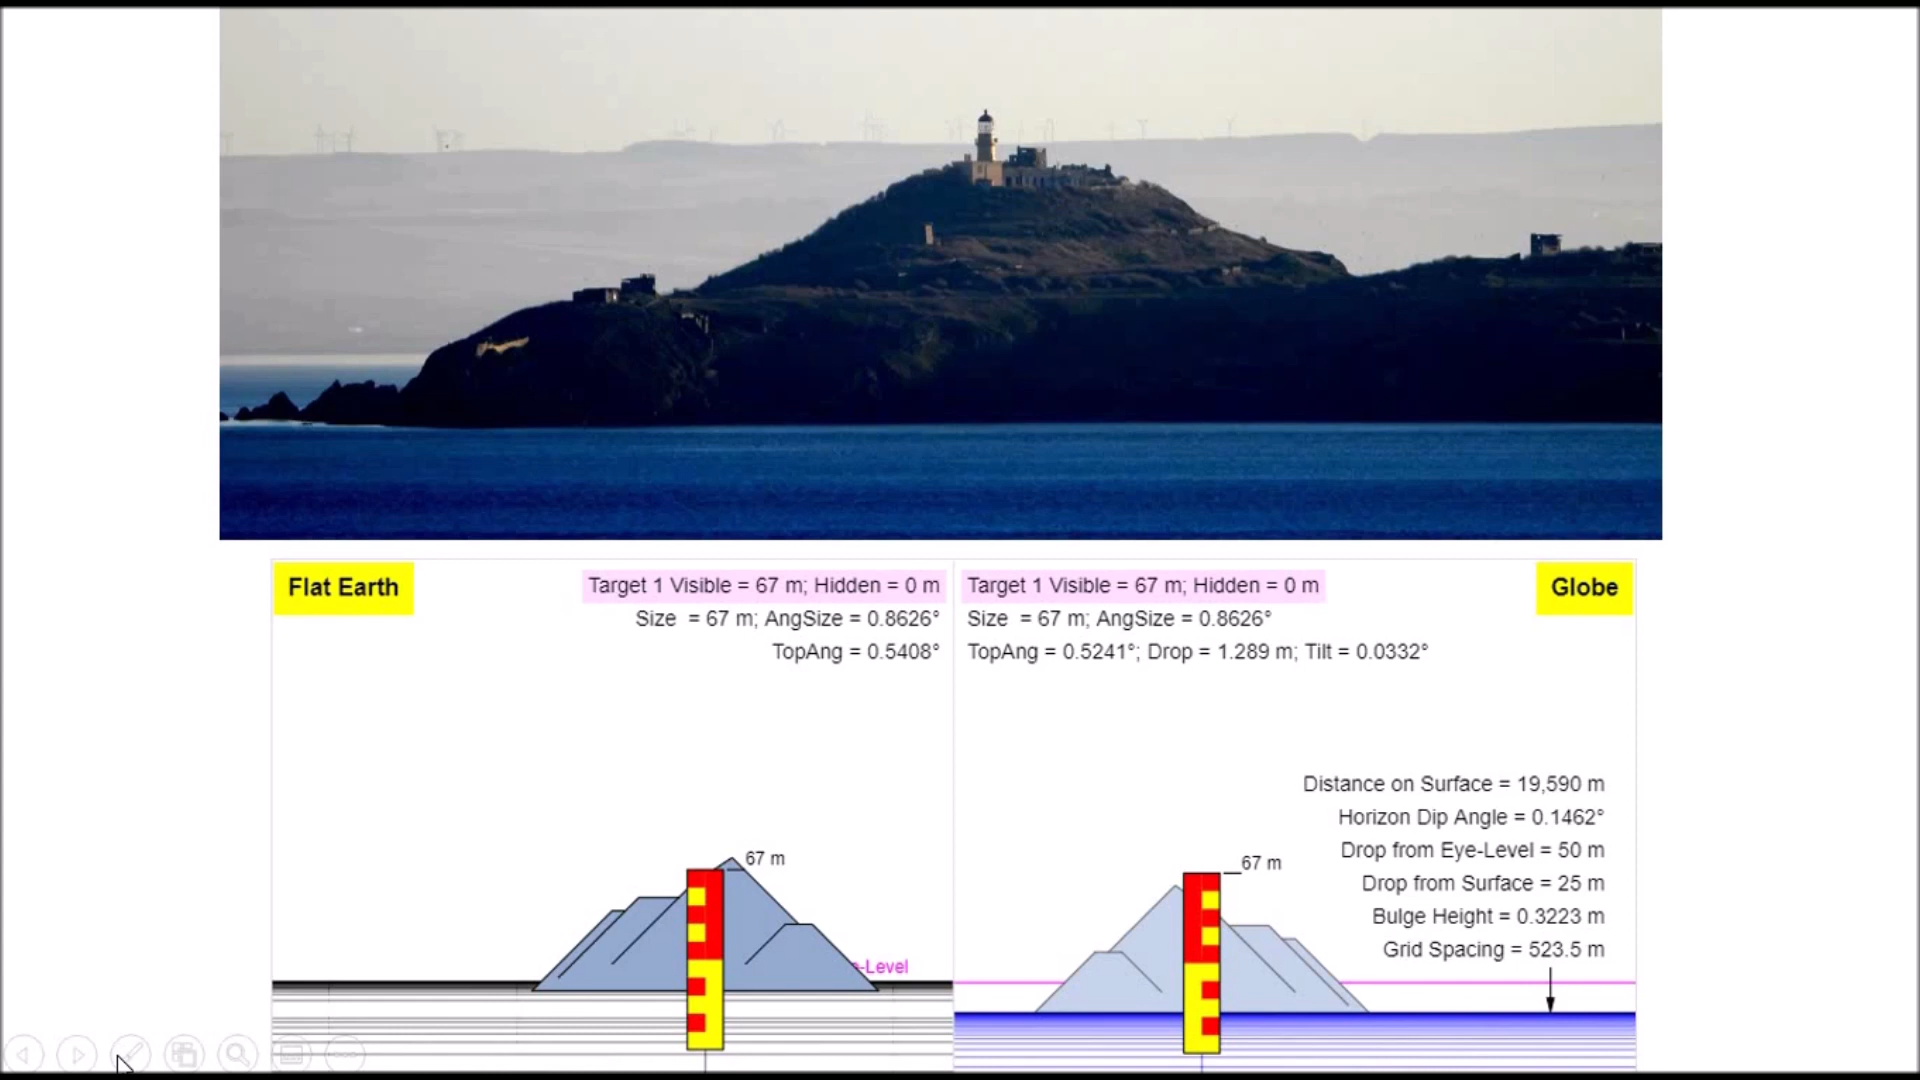 Flat Earth
Target 1 Visible = 67 m; Hidden = 0 m
Size = 67 m; AngSize = 0.8626°
TopAng = 0.5408°
67 m
e-Level
Target 1 Visible = 67 m; Hidden = 0 m
Globe
Size = 67 m; AngSize = 0.8626°
TopAng = 0.5241°; Drop = 1.289 m; Tilt = 0.0332°
Distance on Surface = 19,590 m
Horizon Dip Angle = 0.1462°
Drop from Eye-Level = 50 m
67 m
Drop from Surface = 25 m
Bulge Height = 0.3223 m
Grid Spacing = 523.5 m